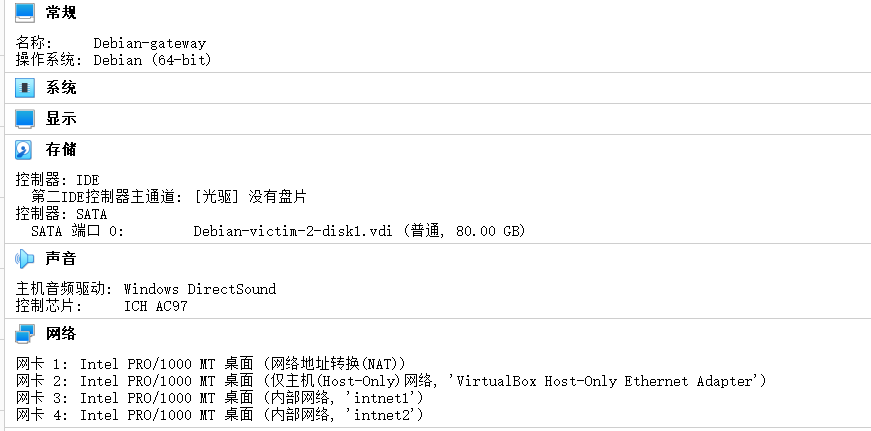 常规
名称: Debian-gateway
操作系统: Debian (64-bit)
系统
显示
存储
控制器: IDE
第二IDE控制器主通道: [光驱] 没有盘片
控制器: SATA
SATA 端口 0: Debian-victim-2-disk1.vdi (普通, 80.00 GB)
声音
主机音频驱动: Windows DirectSound
控制芯片: ICH AC97
网络
网卡 1: Intel PRO/1000 MT 桌面 (网络地址转换(NAT))
网卡 2: Intel PRO/1000 MT 桌面 (仅主机(Host-Only)网络, 'VirtualBox Host-Only Ethernet Adapter')
网卡 3: Intel PRO/1000 MT 桌面 (内部网络, 'intnet1')
网卡 4: Intel PRO/1000 MT 桌面 (内部网络, 'intnet2')